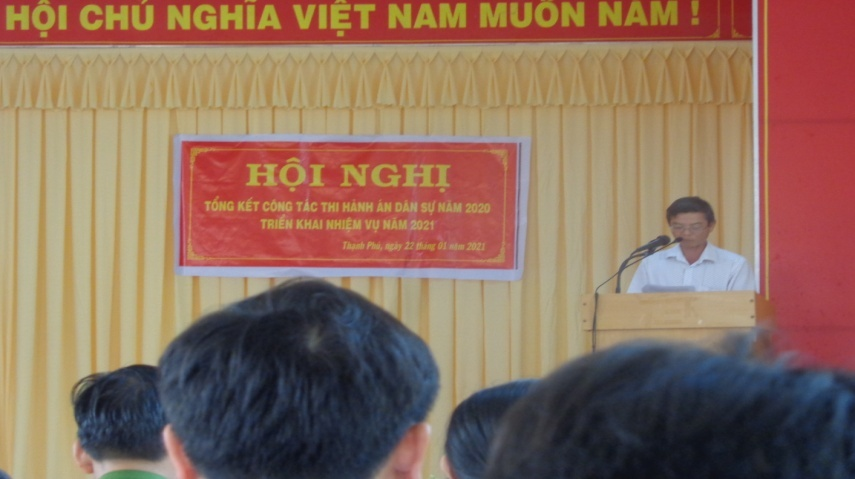 HỘI CHỦ NGHĨA VIỆT NAM MUÔN NĂM !
HỘI NGHỊ
TỔNG KẾT CÔNG TÁC THI HÀNH ÁN DÂN SỰ NĂM 2020
TRIỂN KHAI NHIỆM VỤ NĂM 2021
Thạnh Phú, ngày 22 tháng 01 năm 2021